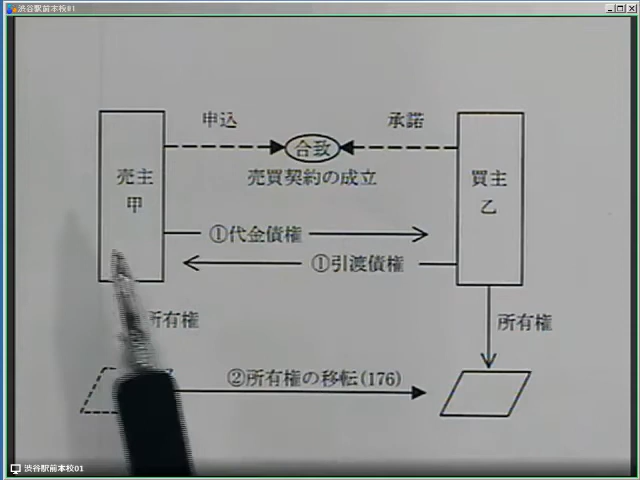 渋谷駅前本校01
申込
承諾
合致
売買契約の成立
売主
甲
買主
乙
①代金債権
①引渡債権
所有権
所有権
②所有権の移転(176)
渋谷駅前本校01